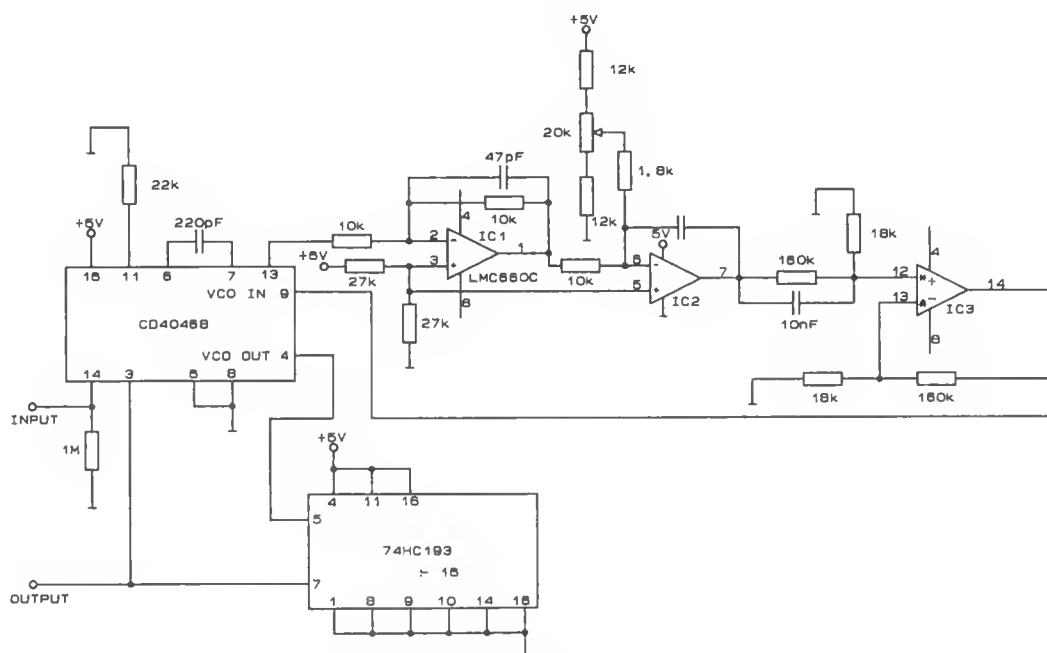 +5V
12k
20k
1,8k
12k
22k
+5V
220pF
16 11 6 7 13
VCO IN 9
CD4046B
VCO OUT 4
14 3 6 8
INPUT
1M
OUTPUT
10k
+5V
27k
27k
47pF
10k
4
2 -
3 +
1
IC1
LMC660C
8
10k
5V
6 -
5 +
7
IC2
160k
10nF
18k
4
12 +
13 -
14
IC3
8
18k
160k
+5V
4 11 16
5
74HC193
÷ 16
7
1 8 9 10 14 16